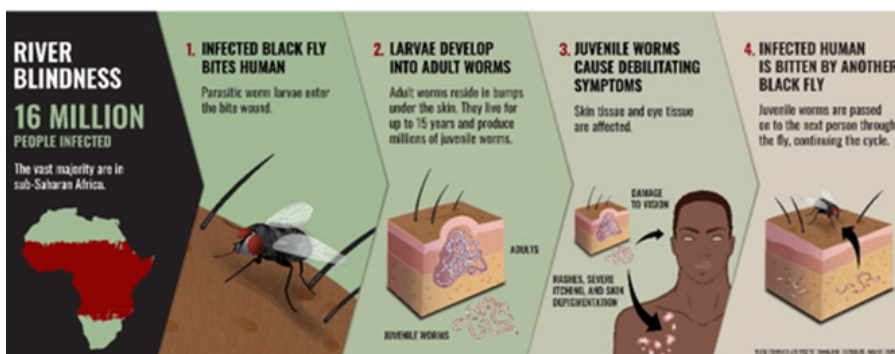 RIVER
BLINDNESS
16 MILLION
PEOPLE INFECTED
The vast majority are in
sub-Saharan Africa.
1. INFECTED BLACK FLY
BITES HUMAN
Parasitic worm larvae enter
the bite wound.
2. LARVAE DEVELOP
INTO ADULT WORMS
Adult worms reside in bumps
under the skin. They live for
up to 15 years and produce
millions of juvenile worms.
ADULTS
JUVENILE WORMS
3. JUVENILE WORMS
CAUSE DEBILITATING
SYMPTOMS
Skin tissue and eye tissue
are affected.
DAMAGE
TO VISION
RASHES, SEVERE
ITCHING, AND SKIN
DEPIGMENTATION
4. INFECTED HUMAN
IS BITTEN BY ANOTHER
BLACK FLY
Juvenile worms are passed
on to the next person through
the fly, continuing the cycle.